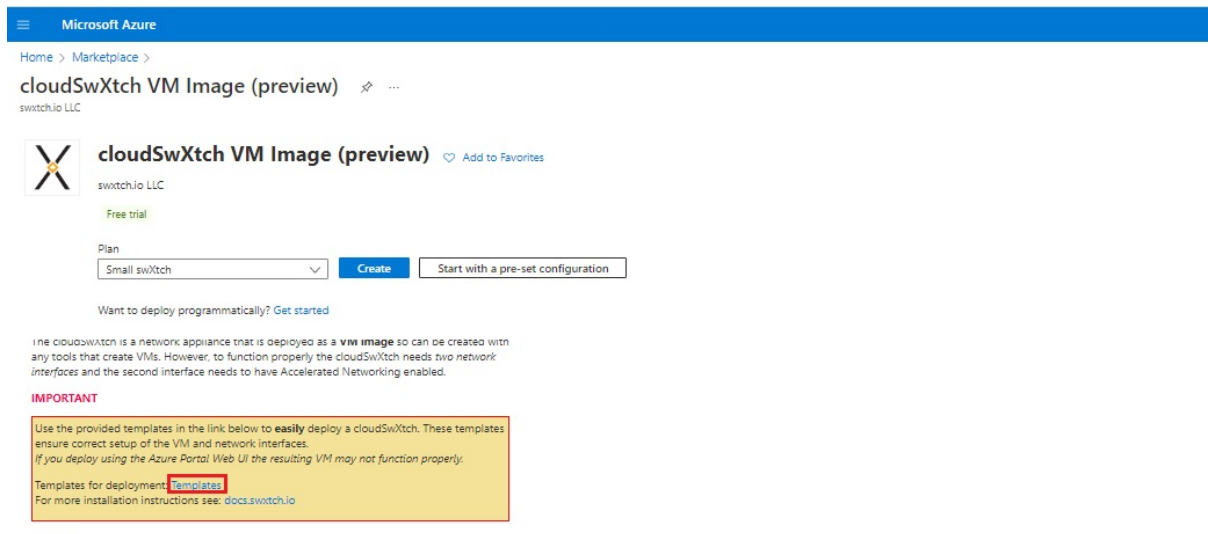 Microsoft Azure
Home > Marketplace >
cloudSwXtch VM Image (preview) ...
swxtch.io LLC
cloudSwXtch VM Image (preview) Add to Favorites
swxtch.io LLC
Free trial
Plan
Small swXtch Create Start with a pre-set configuration
Want to deploy programmatically? Get started
The cloudSwXtch is a network appliance that is deployed as a VM image so can be created with
any tools that create VMs. However, to function properly the cloudSwXtch needs two network
interfaces and the second interface needs to have Accelerated Networking enabled.
IMPORTANT
Use the provided templates in the link below to easily deploy a cloudSwXtch. These templates
ensure correct setup of the VM and network interfaces.
If you deploy using the Azure Portal Web UI the resulting VM may not function properly.
Templates for deployment: Templates
For more installation instructions see: docs.swxtch.io